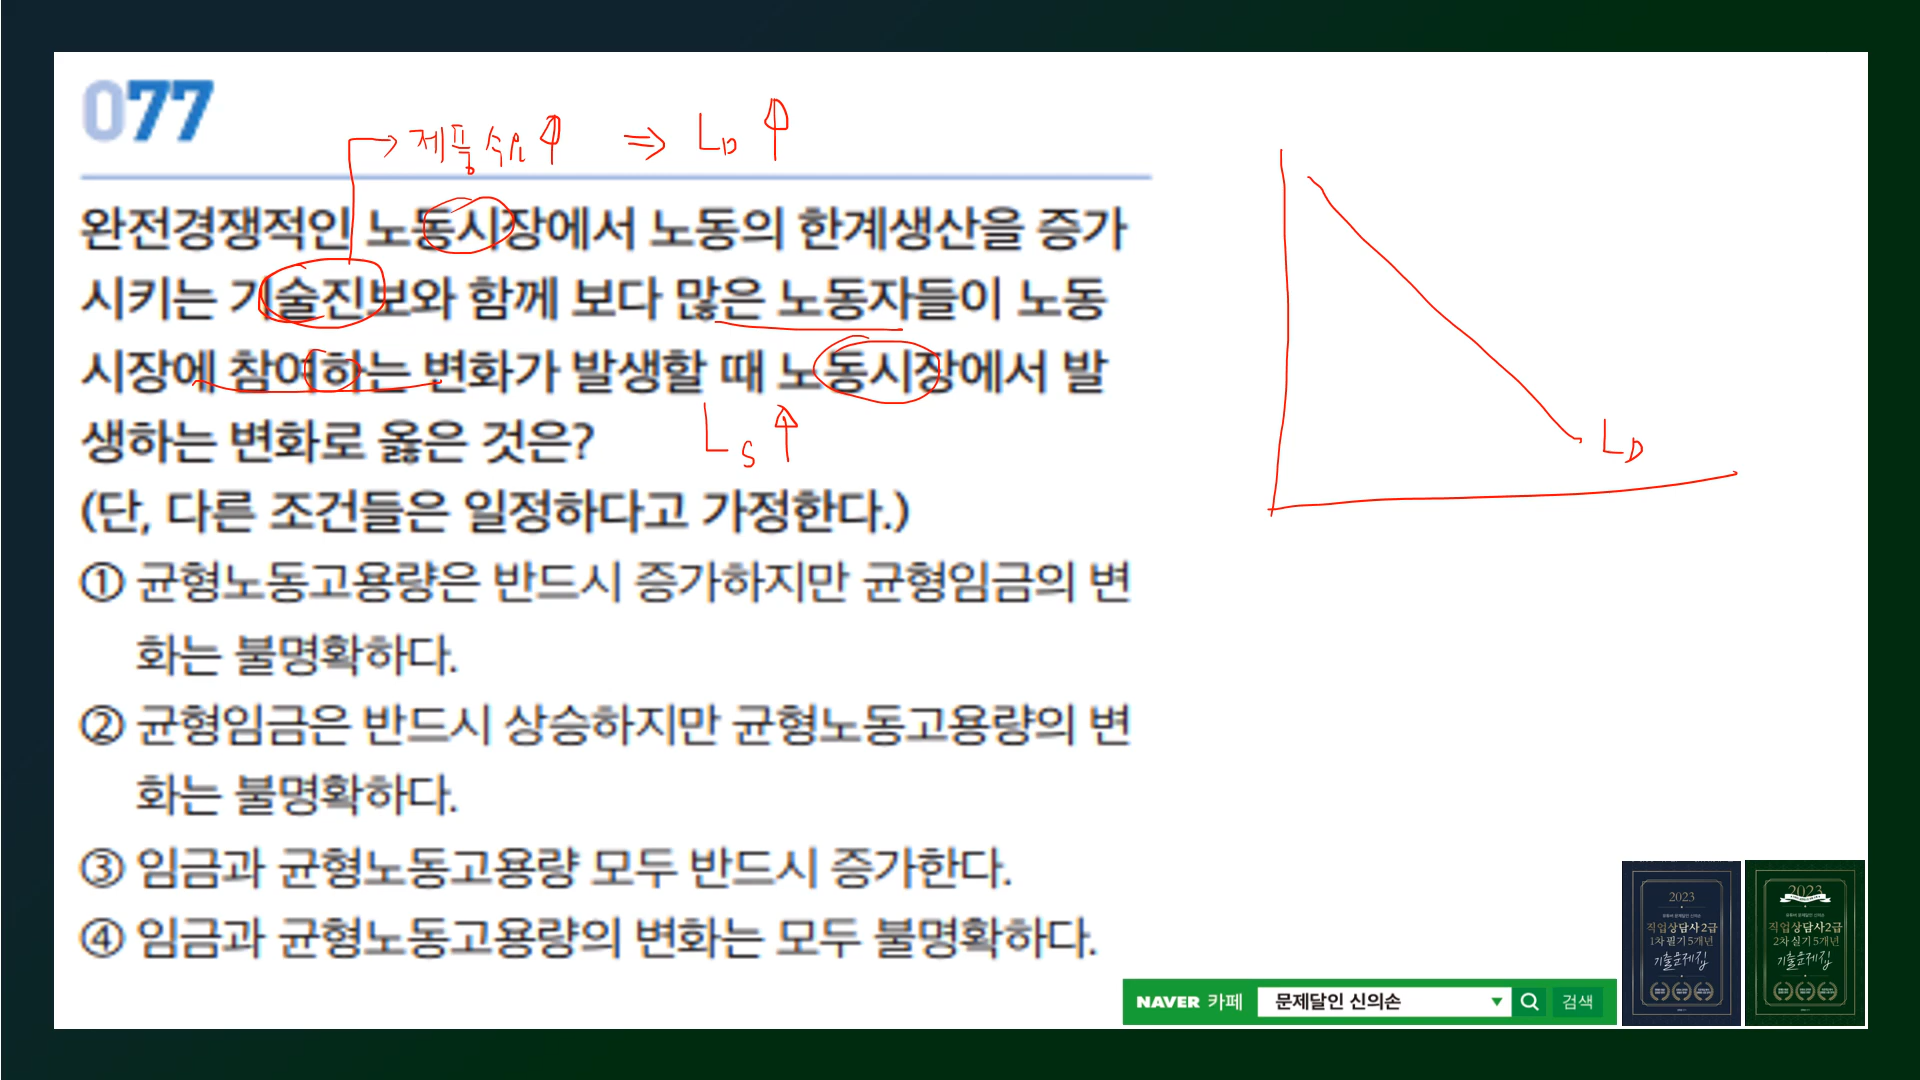 077
제품수요 ↑ ⇒ L_D ↑
완전경쟁적인 노동시장에서 노동의 한계생산을 증가
시키는 기술진보와 함께 보다 많은 노동자들이 노동
시장에 참여하는 변화가 발생할 때 노동시장에서 발
생하는 변화로 옳은 것은?
L_S ↑
(단, 다른 조건들은 일정하다고 가정한다.)
① 균형노동고용량은 반드시 증가하지만 균형임금의 변
화는 불명확하다.
② 균형임금은 반드시 상승하지만 균형노동고용량의 변
화는 불명확하다.
③ 임금과 균형노동고용량 모두 반드시 증가한다.
④ 임금과 균형노동고용량의 변화는 모두 불명확하다.
L_D
NAVER 카페 문제달인 신의손 검색
2023
직업상담사 2급
1차 필기 5개년
기출문제집
2023
직업상담사 2급
2차 실기 5개년
기출문제집